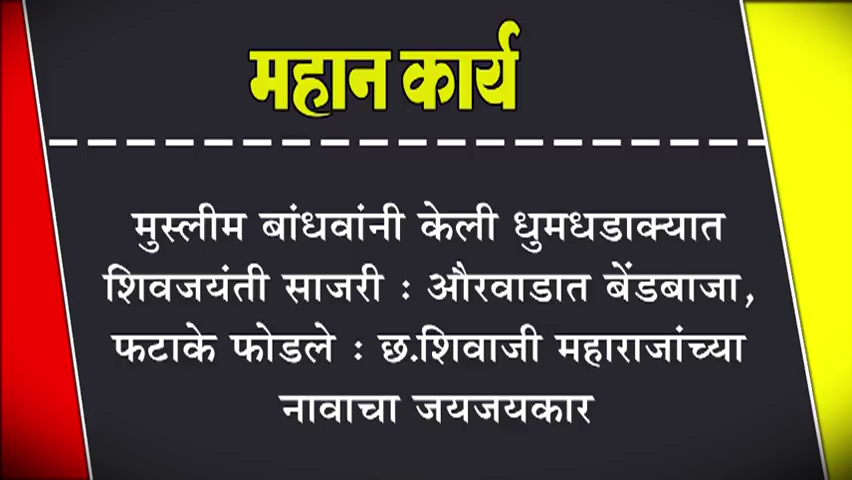 महान कार्य
मुस्लीम बांधवांनी केली धुमधडाक्यात
शिवजयंती साजरी : औरवाडात बेंडबाजा,
फटाके फोडले : छ.शिवाजी महाराजांच्या
नावाचा जयजयकार